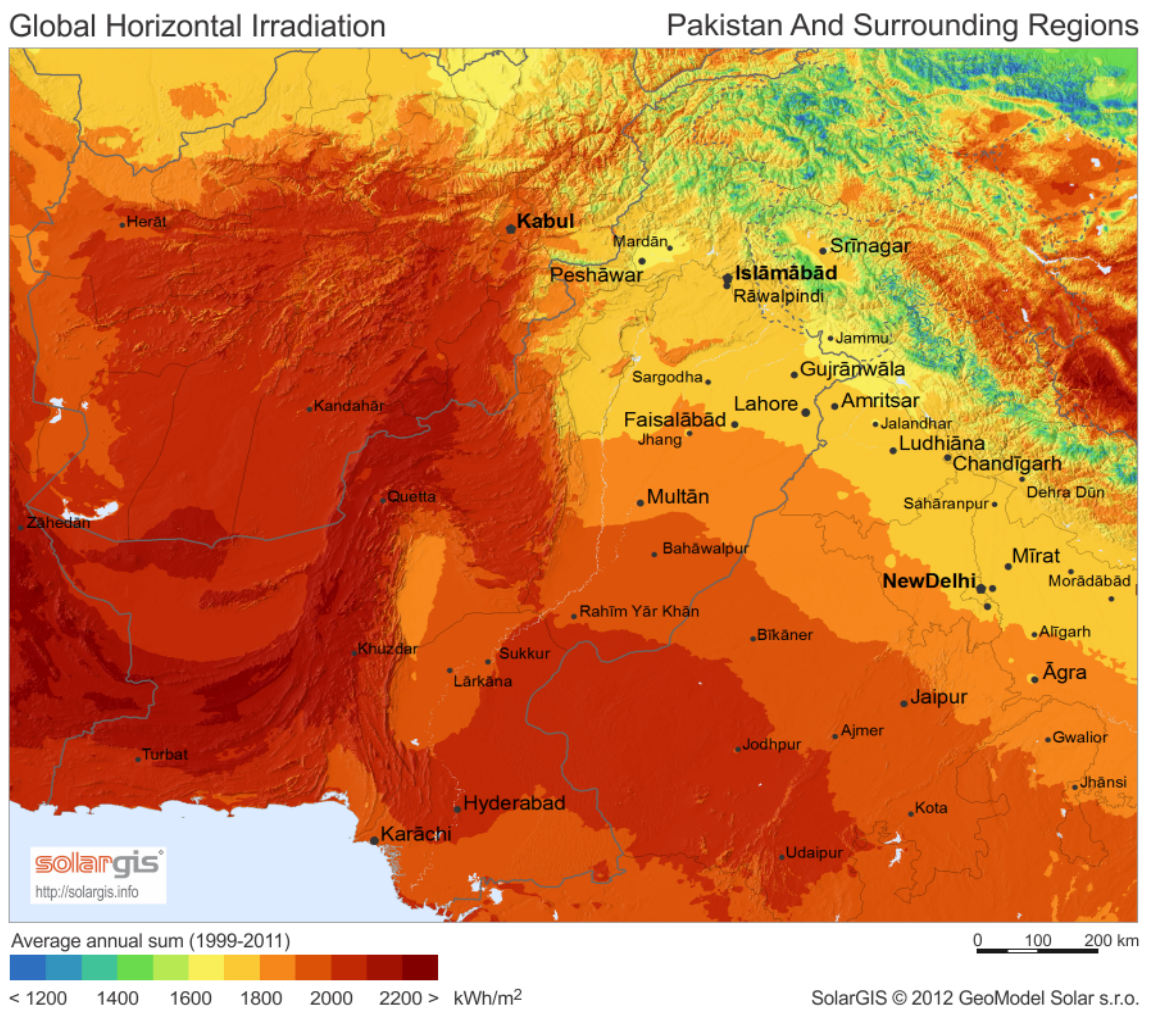 Global Horizontal Irradiation
Pakistan And Surrounding Regions
Herāt
Kabul
Mardān
Srīnagar
Peshāwar
Islāmābād
Rāwalpindi
Jammu
Gujrānwāla
Sargodha
Kandahār
Lahore
Amritsar
Faisalābād
Jalandhar
Jhang
Ludhiāna
Chandīgarh
Quetta
Multān
Dehra Dūn
Sahāranpur
Zāhedān
Bahāwalpur
Mīrat
NewDelhi
Morādābād
Rahīm Yār Khān
Bīkāner
Alīgarh
Khuzdar
Sukkur
Lārkāna
Āgra
Jaipur
Ajmer
Gwalior
Jodhpur
Turbat
Jhānsi
Hyderabad
Kota
Karāchi
Udaipur
solargis
http://solargis.info
Average annual sum (1999-2011)
0 100 200 km
< 1200 1400 1600 1800 2000 2200 > kWh/m²
SolarGIS © 2012 GeoModel Solar s.r.o.